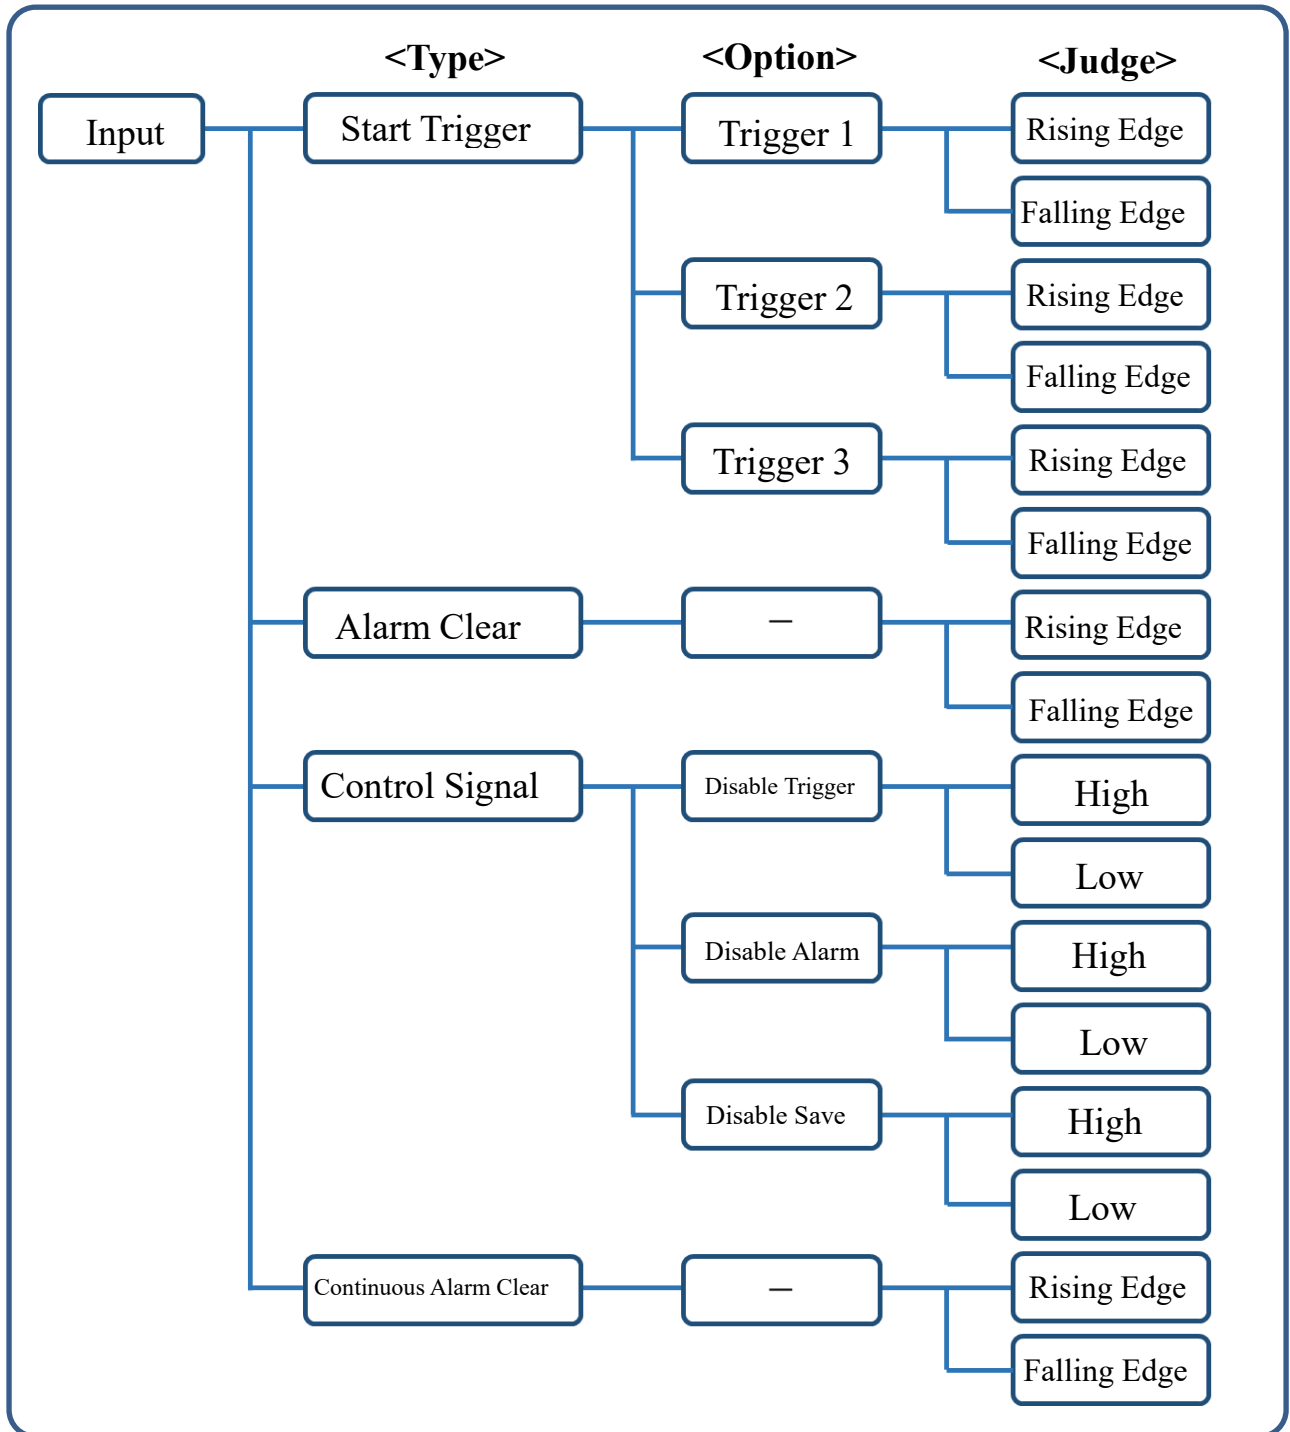 <Type> <Option> <Judge>
Input Start Trigger Trigger 1 Rising Edge
Falling Edge
Trigger 2 Rising Edge
Falling Edge
Trigger 3 Rising Edge
Falling Edge
Alarm Clear – Rising Edge
Falling Edge
Control Signal Disable Trigger High
Low
Disable Alarm High
Low
Disable Save High
Low
Continuous Alarm Clear – Rising Edge
Falling Edge